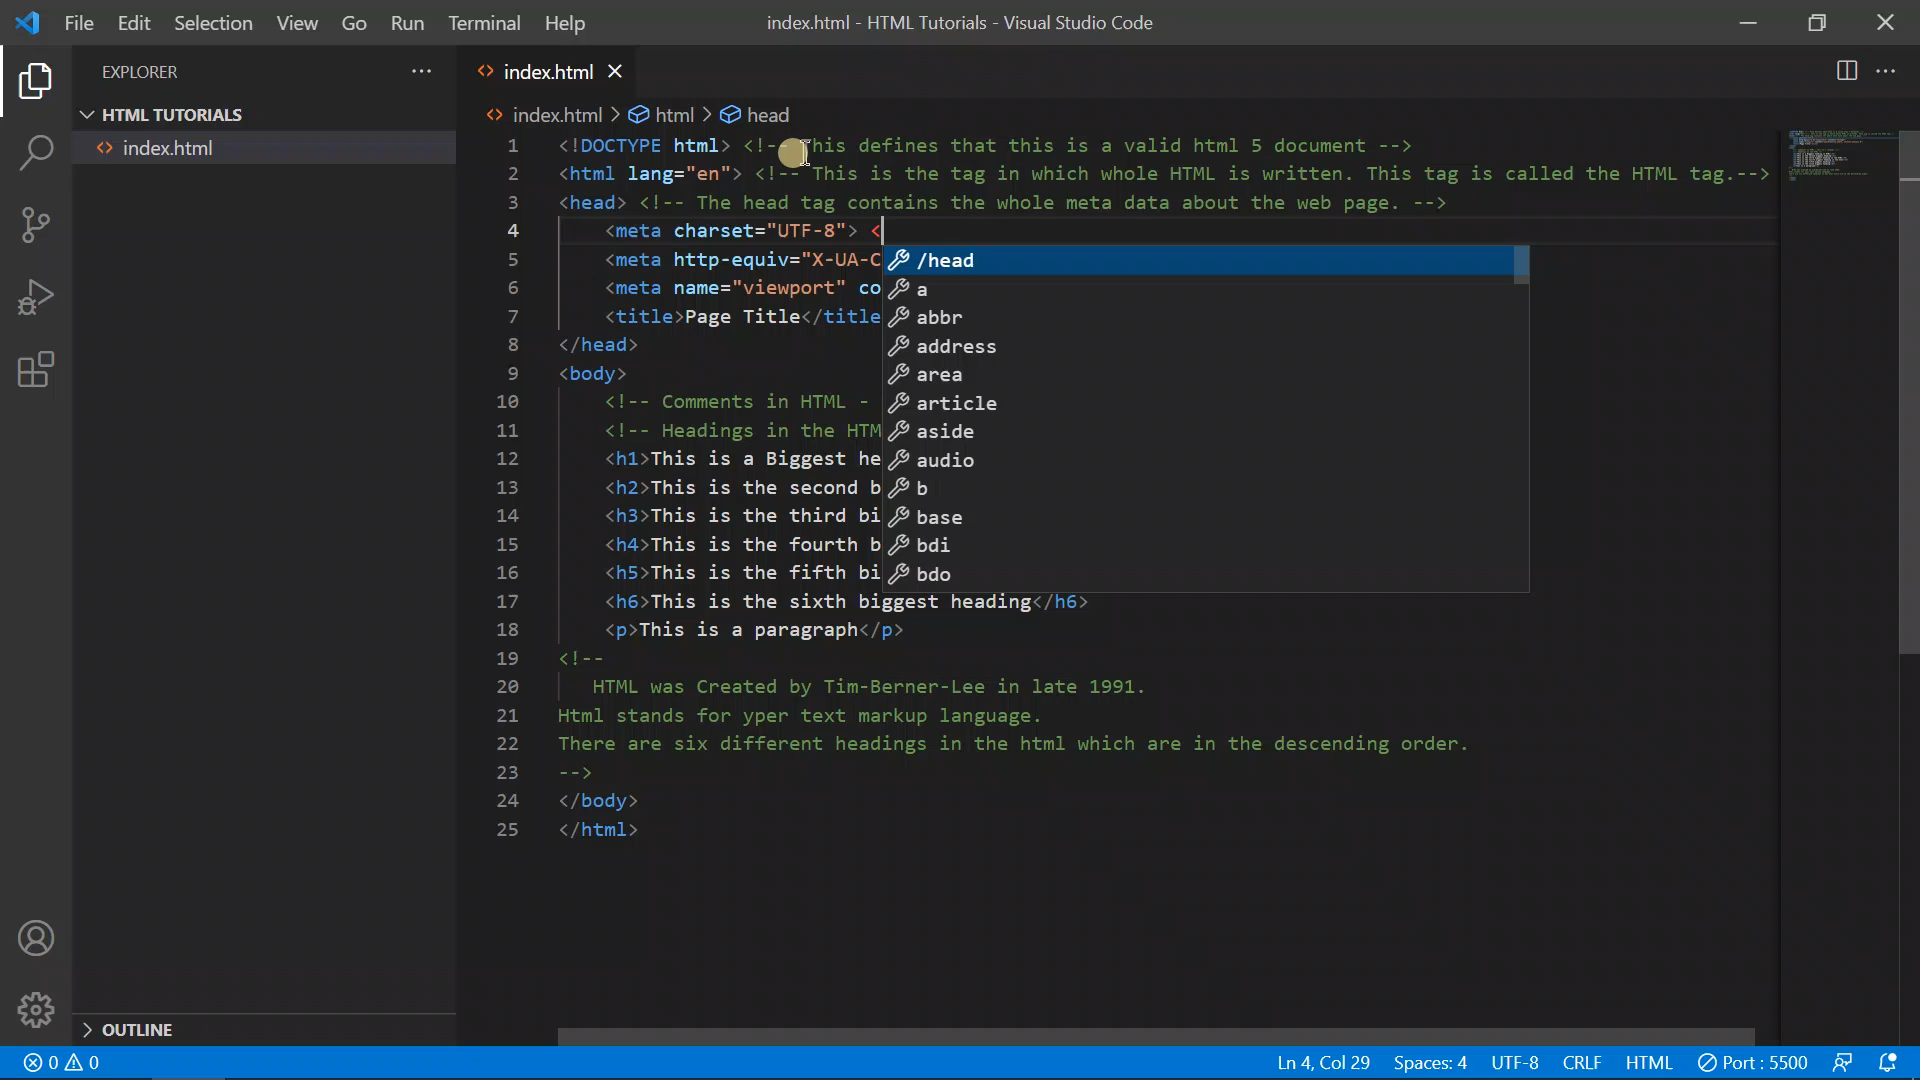 File Edit Selection View Go Run Terminal Help
index.html - HTML Tutorials - Visual Studio Code
EXPLORER
HTML TUTORIALS
index.html
OUTLINE
index.html
index.html > html > head
1 <!DOCTYPE html> <!-- This defines that this is a valid html 5 document -->
2 <html lang="en"> <!-- This is the tag in which whole HTML is written. This tag is called the HTML tag.-->
3 <head> <!-- The head tag contains the whole meta data about the web page. -->
4 <meta charset="UTF-8"> <
5 <meta http-equiv="X-UA-C
6 <meta name="viewport" co
7 <title>Page Title</title
8 </head>
9 <body>
10 <!-- Comments in HTML -
11 <!-- Headings in the HTM
12 <h1>This is a Biggest he
13 <h2>This is the second b
14 <h3>This is the third bi
15 <h4>This is the fourth b
16 <h5>This is the fifth bi
17 <h6>This is the sixth biggest heading</h6>
18 <p>This is a paragraph</p>
19 <!--
20 HTML was Created by Tim-Berner-Lee in late 1991.
21 Html stands for yper text markup language.
22 There are six different headings in the html which are in the descending order.
23 -->
24 </body>
25 </html>
/head
a
abbr
address
area
article
aside
audio
b
base
bdi
bdo
0 0
Ln 4, Col 29 Spaces: 4 UTF-8 CRLF HTML Port : 5500